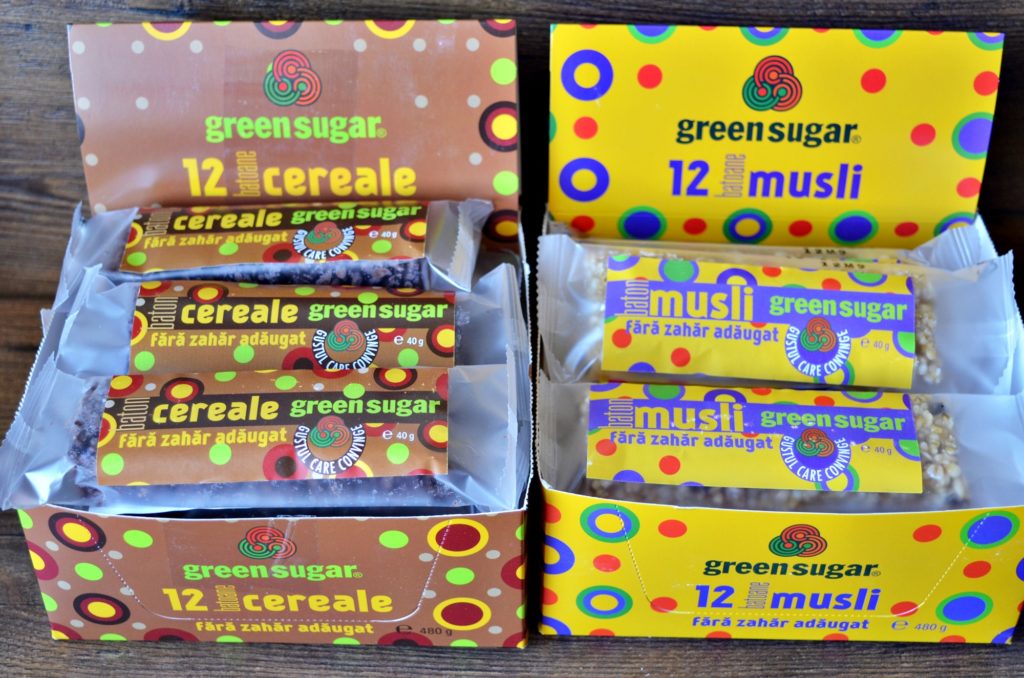 green sugar®
12 batoane cereale
baton cereale green sugar
fără zahăr adăugat
GUSTUL CARE CONVINGE
e 40 g
baton cereale green sugar
fără zahăr adăugat
GUSTUL CARE CONVINGE
e 40 g
baton cereale green sugar
fără zahăr adăugat
GUSTUL CARE CONVINGE
e 40 g
green sugar®
12 batoane cereale
fără zahăr adăugat
e 480 g
green sugar®
12 batoane musli
baton musli green sugar
fără zahăr adăugat
GUSTUL CARE CONVINGE
e 40 g
baton musli green sugar
fără zahăr adăugat
GUSTUL CARE CONVINGE
e 40 g
green sugar®
12 batoane musli
fără zahăr adăugat
e 480 g